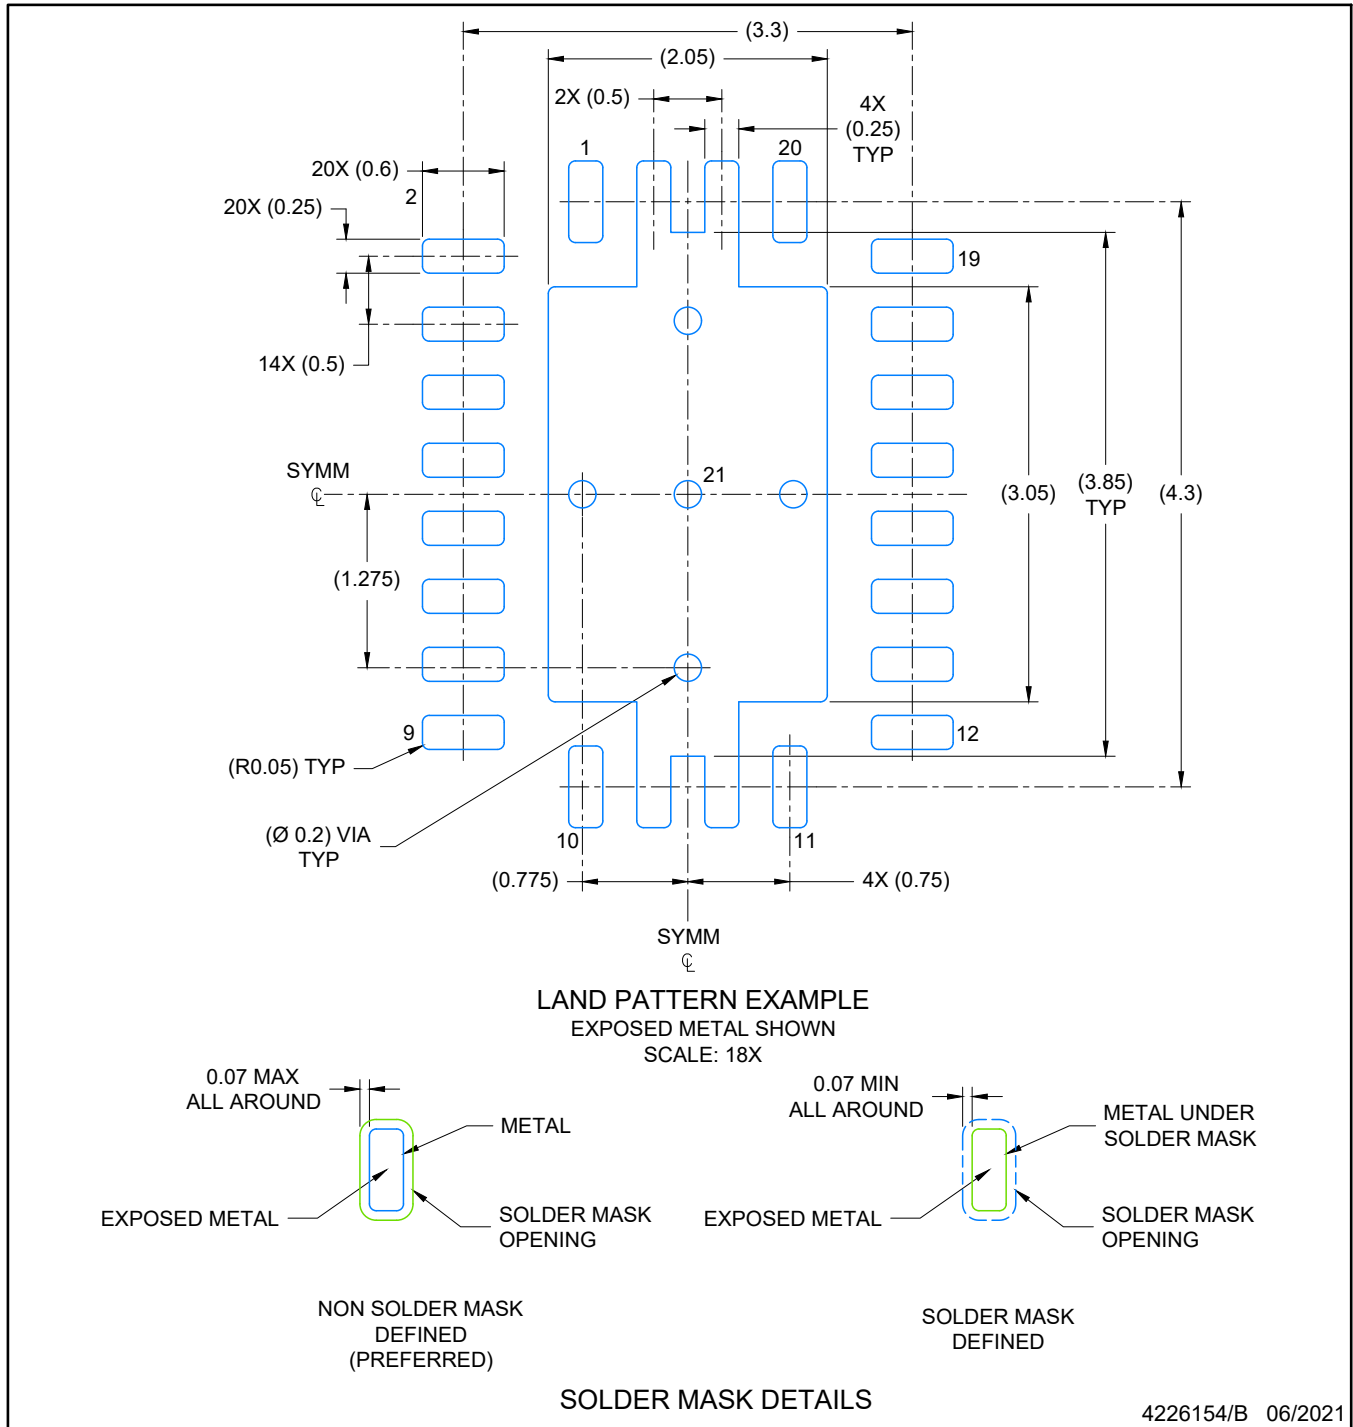 (3.3)
(2.05)
2X (0.5)
4X
(0.25)
TYP
1
20
20X (0.6)
2
20X (0.25)
19
14X (0.5)
SYMM
℄
21
(3.05)
(3.85)
TYP
(4.3)
(1.275)
9
12
(R0.05) TYP
(Ø 0.2) VIA
TYP
10
11
(0.775)
4X (0.75)
SYMM
℄
LAND PATTERN EXAMPLE
EXPOSED METAL SHOWN
SCALE: 18X
0.07 MAX
ALL AROUND
METAL
EXPOSED METAL
SOLDER MASK
OPENING
NON SOLDER MASK
DEFINED
(PREFERRED)
0.07 MIN
ALL AROUND
METAL UNDER
SOLDER MASK
EXPOSED METAL
SOLDER MASK
OPENING
SOLDER MASK
DEFINED
SOLDER MASK DETAILS
4226154/B 06/2021